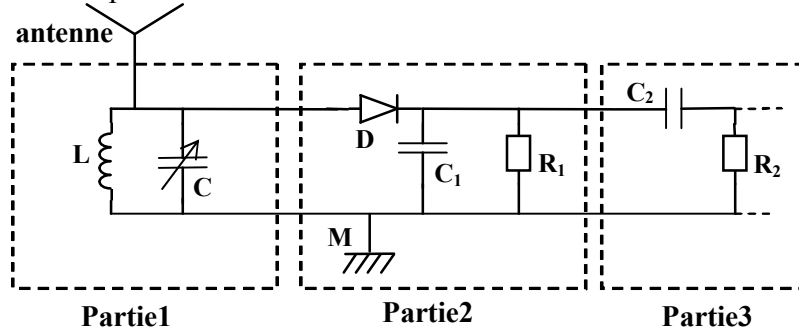 antenne
L
C
D
C₁
R₁
C₂
R₂
M
Partie1
Partie2
Partie3